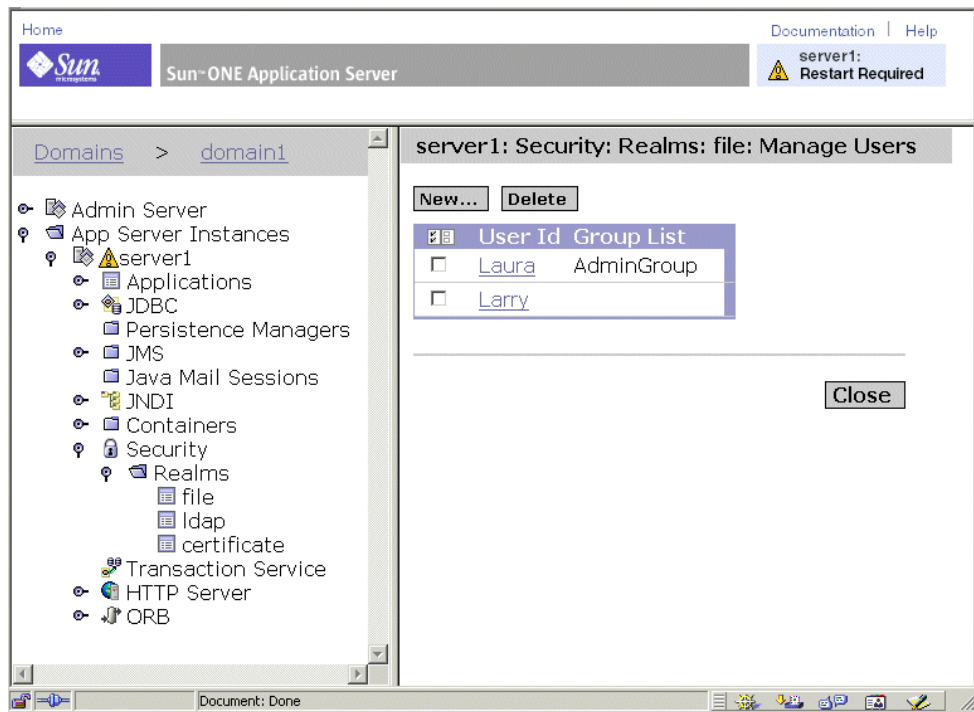 Home
Documentation | Help
Sun
microsystems
Sun™ ONE Application Server
server1:
Restart Required
Domains > domain1
Admin Server
App Server Instances
server1
Applications
JDBC
Persistence Managers
JMS
Java Mail Sessions
JNDI
Containers
Security
Realms
file
ldap
certificate
Transaction Service
HTTP Server
ORB
server1: Security: Realms: file: Manage Users
New... Delete
User Id Group List
Laura AdminGroup
Larry
Close
Document: Done